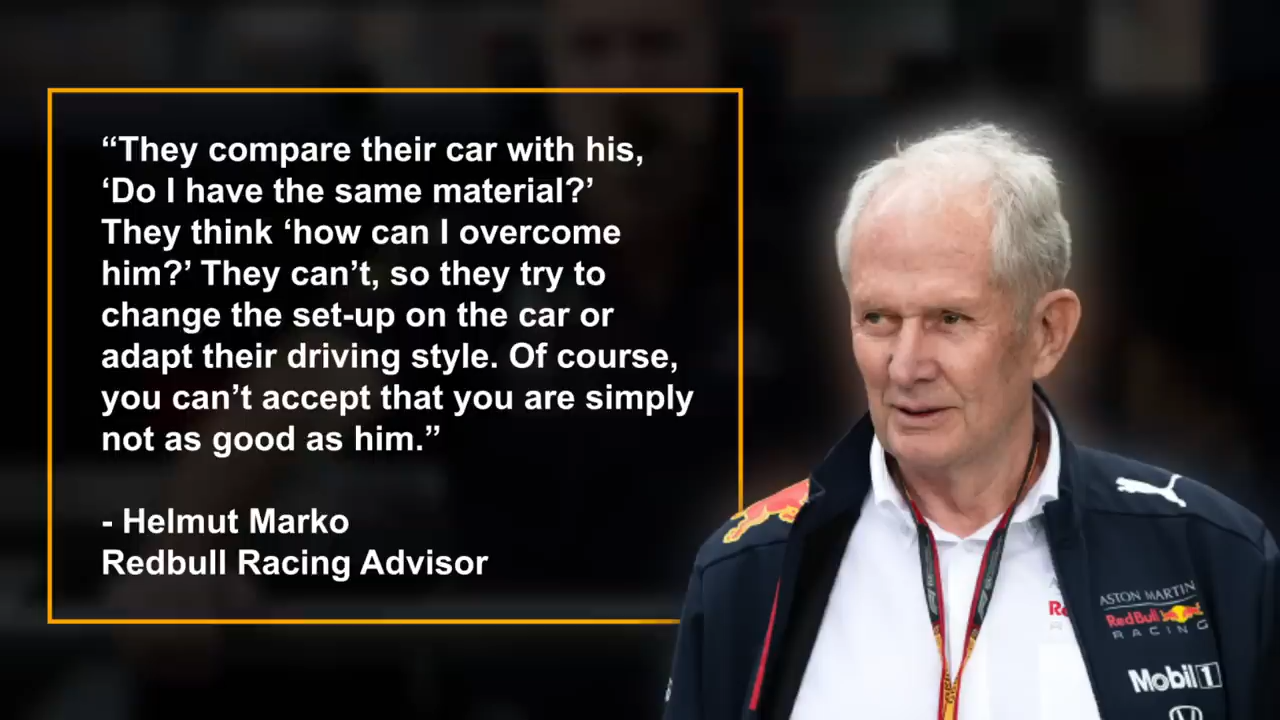 “They compare their car with his,
‘Do I have the same material?’
They think ‘how can I overcome
him?’ They can’t, so they try to
change the set-up on the car or
adapt their driving style. Of course,
you can’t accept that you are simply
not as good as him.”
- Helmut Marko
Redbull Racing Advisor
ASTON MARTIN
Red Bull
RACING
Mobil 1